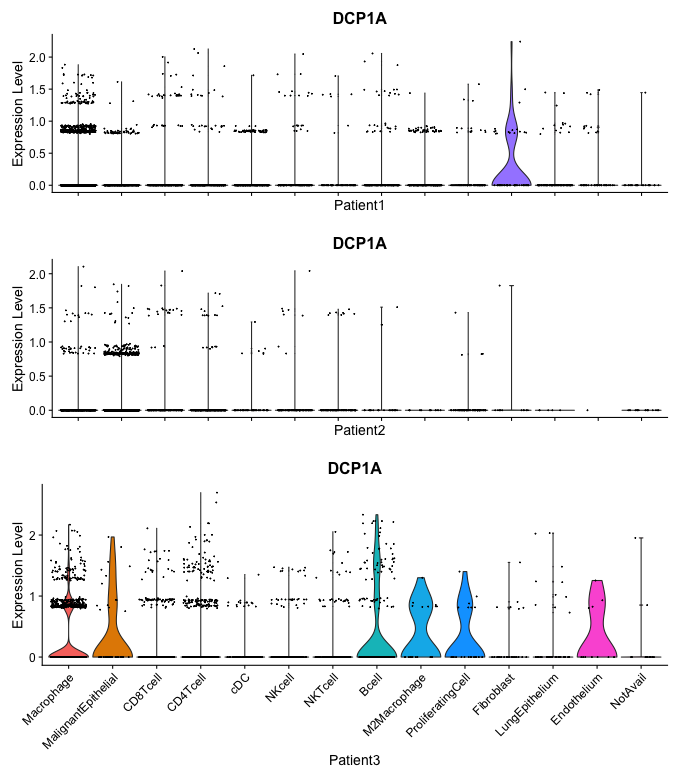 DCP1A
Expression Level
2.0
1.5
1.0
0.5
0.0
Patient1
DCP1A
Expression Level
2.0
1.5
1.0
0.5
0.0
Patient2
DCP1A
Expression Level
2
1
0
Macrophage
MalignantEpithelial
CD8Tcell
CD4Tcell
cDC
NKcell
NKTcell
Bcell
M2Macrophage
ProliferatingCell
Fibroblast
LungEpithelium
Endothelium
NotAvail
Patient3